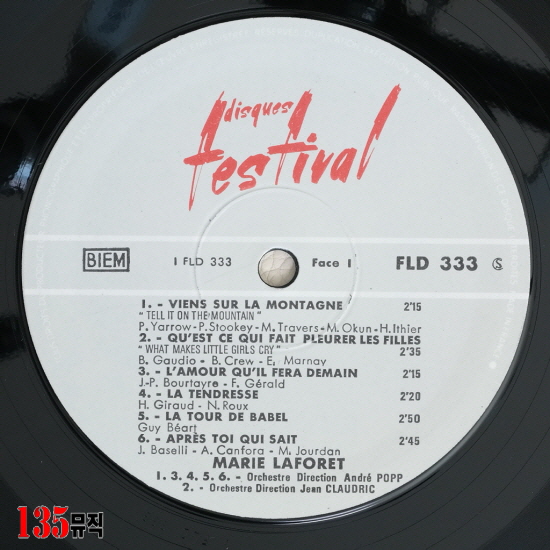 disques
festival
BIEM
1 FLD 333
Face 1
FLD 333 S
1. - VIENS SUR LA MONTAGNE 2'15
" TELL IT ON THE MOUNTAIN "
P. Yarrow - P. Stookey - M. Travers - M. Okun - H. Ithier
2. - QU'EST CE QUI FAIT PLEURER LES FILLES
" WHAT MAKES LITTLE GIRLS CRY " 2'35
B. Gaudio - B. Crew - E. Marnay
3. - L'AMOUR QU'IL FERA DEMAIN 2'15
J.-P. Bourtayre - F. Gérald
4. - LA TENDRESSE 2'20
H. Giraud - N. Roux
5. - LA TOUR DE BABEL 2'50
Guy Béart
6. - APRÈS TOI QUI SAIT 2'45
J. Baselli - A. Canfora - M. Jourdan
MARIE LAFORET
1. 3. 4. 5. 6. - Orchestre Direction André POPP
2. - Orchestre Direction Jean CLAUDRIC
135뮤직